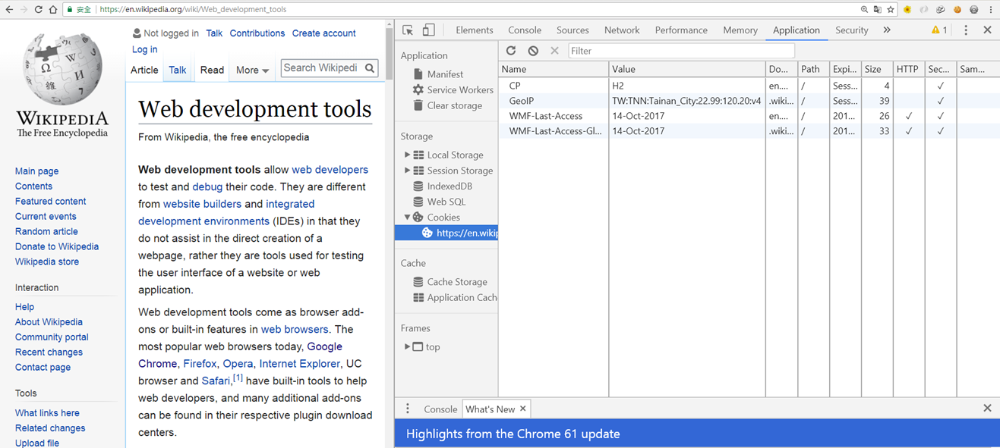 安全 https://en.wikipedia.org/wiki/Web_development_tools
WIKIPEDIA
The Free Encyclopedia
Main page
Contents
Featured content
Current events
Random article
Donate to Wikipedia
Wikipedia store
Interaction
Help
About Wikipedia
Community portal
Recent changes
Contact page
Tools
What links here
Related changes
Upload file
Not logged in Talk Contributions Create account
Log in
Article Talk Read More Search Wikipedi
Web development tools
From Wikipedia, the free encyclopedia
Web development tools allow web developers
to test and debug their code. They are different
from website builders and integrated
development environments (IDEs) in that they
do not assist in the direct creation of a
webpage, rather they are tools used for testing
the user interface of a website or web
application.
Web development tools come as browser add-
ons or built-in features in web browsers. The
most popular web browsers today, Google
Chrome, Firefox, Opera, Internet Explorer, UC
browser and Safari,[1] have built-in tools to help
web developers, and many additional add-ons
can be found in their respective plugin download
centers.
Elements Console Sources Network Performance Memory Application Security » 1
Application
Manifest
Service Workers
Clear storage
Storage
Local Storage
Session Storage
IndexedDB
Web SQL
Cookies
https://en.wikip
Cache
Cache Storage
Application Cach
Frames
top
Filter
Name Value Do... Path Expi... Size HTTP Sec... Sam...
CP H2 en.... / Sess... 4 ✓
GeoIP TW:TNN:Tainan_City:22.99:120.20:v4 .wiki... / Sess... 39 ✓
WMF-Last-Access 14-Oct-2017 en.... / 201... 26 ✓ ✓
WMF-Last-Access-Gl... 14-Oct-2017 .wiki... / 201... 33 ✓ ✓
Console What's New
Highlights from the Chrome 61 update